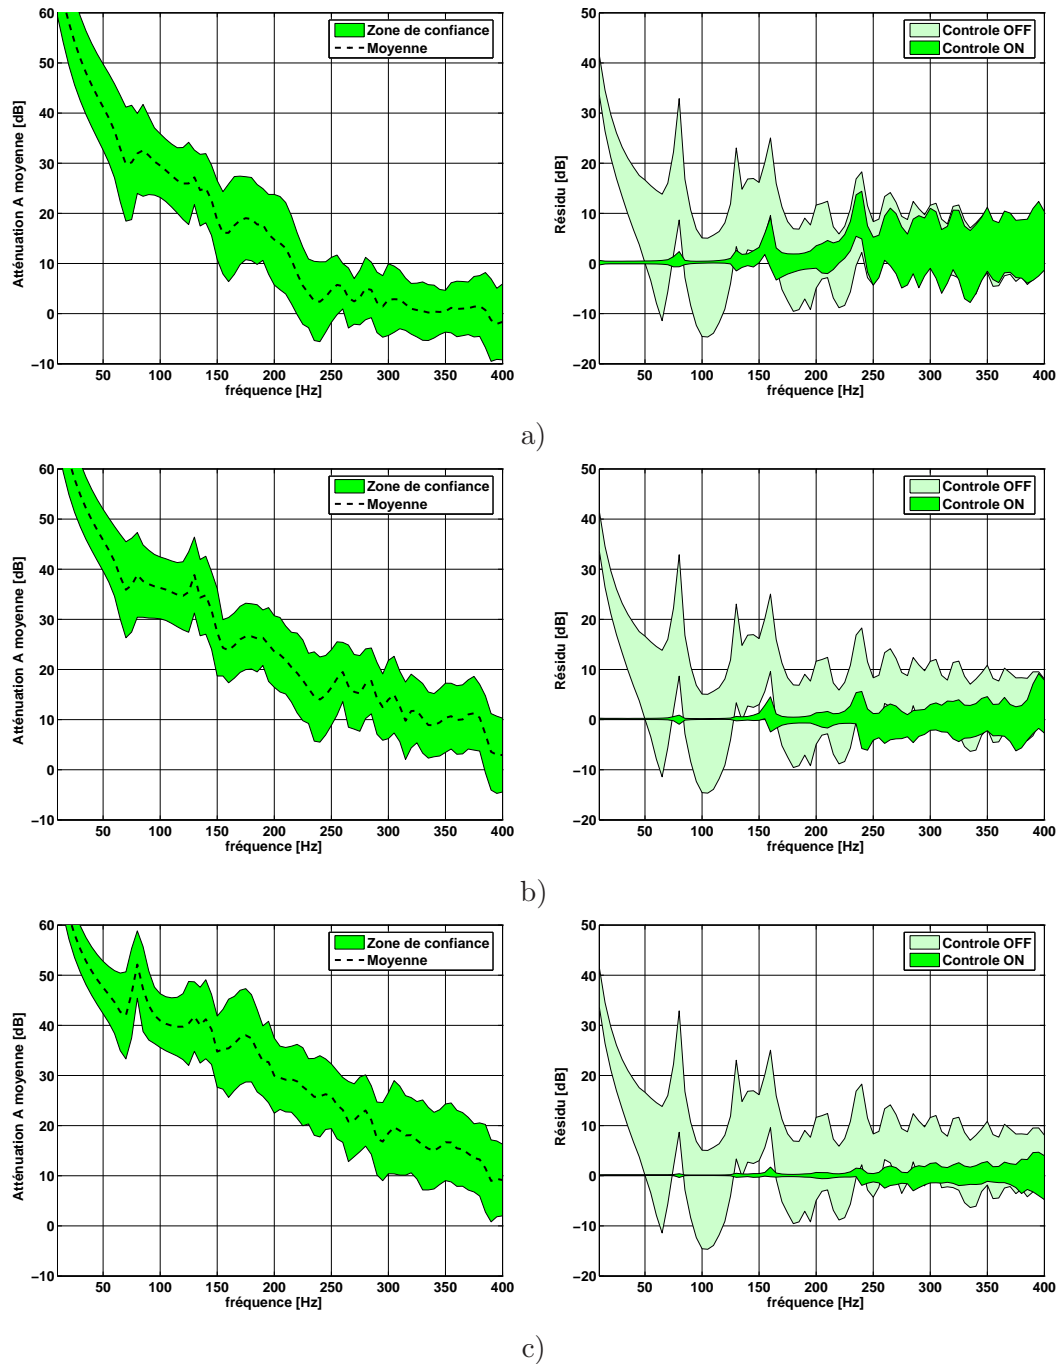 60
50
40
30
20
10
0
−10
Atténuation A moyenne [dB]
Zone de confiance
Moyenne
50 100 150 200 250 300 350 400
fréquence [Hz]
50
40
30
20
10
0
−10
−20
Résidu [dB]
Controle OFF
Controle ON
50 100 150 200 250 300 350 400
fréquence [Hz]
a)
60
50
40
30
20
10
0
−10
Atténuation A moyenne [dB]
Zone de confiance
Moyenne
50 100 150 200 250 300 350 400
fréquence [Hz]
50
40
30
20
10
0
−10
−20
Résidu [dB]
Controle OFF
Controle ON
50 100 150 200 250 300 350 400
fréquence [Hz]
b)
60
50
40
30
20
10
0
−10
Atténuation A moyenne [dB]
Zone de confiance
Moyenne
50 100 150 200 250 300 350 400
fréquence [Hz]
50
40
30
20
10
0
−10
−20
Résidu [dB]
Controle OFF
Controle ON
50 100 150 200 250 300 350 400
fréquence [Hz]
c)